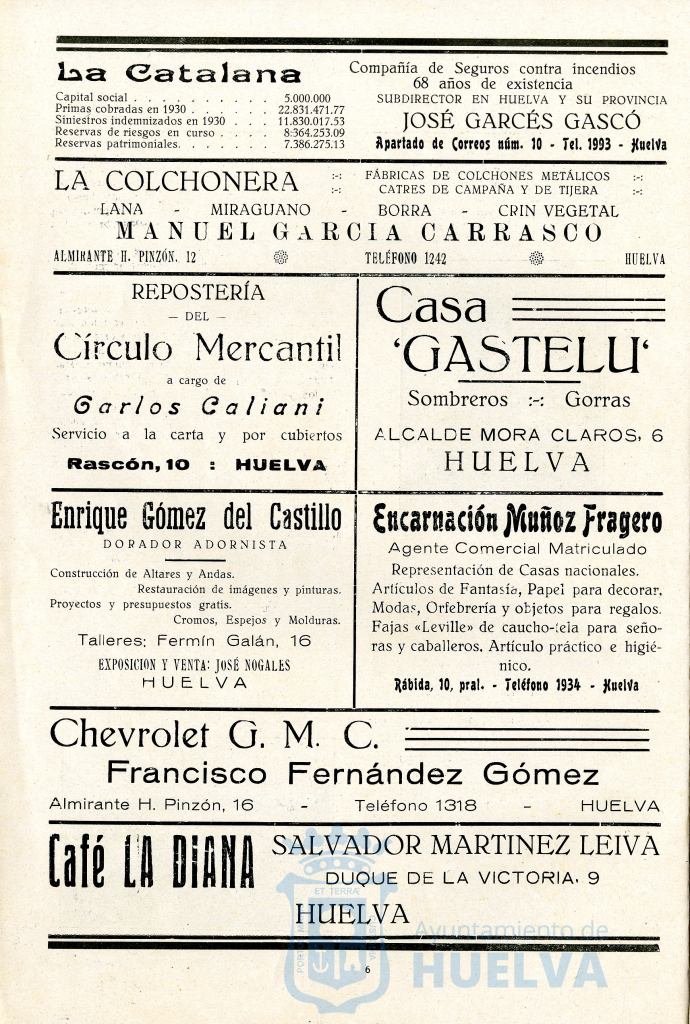 La Catalana
Capital social . . . . . . . . . . 5.000.000
Primas cobradas en 1930 . . . . . . 22.831.471.77
Siniestros indemnizados en 1930 . . . 11.830.017.53
Reservas de riesgos en curso . . . . 8.364.253.09
Reservas patrimoniales. . . . . . . 7.386.275.13
Compañía de Seguros contra incendios
68 años de existencia
SUBDIRECTOR EN HUELVA Y SU PROVINCIA
JOSÉ GARCÉS GASCÓ
Apartado de Correos núm. 10 - Tel. 1993 - Huelva
LA COLCHONERA
:-: FÁBRICAS DE COLCHONES METÁLICOS :-:
:-: CATRES DE CAMPAÑA Y DE TIJERA :-:
LANA - MIRAGUANO - BORRA - CRIN VEGETAL
MANUEL GARCIA CARRASCO
ALMIRANTE H. PINZÓN. 12 TELÉFONO 1242 HUELVA
REPOSTERÍA
– DEL –
Círculo Mercantil
a cargo de
Carlos Caliani
Servicio a la carta y por cubiertos
Rascón, 10 : HUELVA
Casa
'GASTELU'
Sombreros :-: Gorras
ALCALDE MORA CLAROS, 6
HUELVA
Enrique Gómez del Castillo
DORADOR ADORNISTA
Construcción de Altares y Andas.
Restauración de imágenes y pinturas.
Proyectos y presupuestos gratis.
Cromos, Espejos y Molduras.
Talleres: Fermín Galán, 16
EXPOSICION Y VENTA: JOSÉ NOGALES
HUELVA
Encarnación Muñoz Fragero
Agente Comercial Matriculado
Representación de Casas nacionales.
Artículos de Fantasía, Papel para decorar,
Modas, Orfebrería y objetos para regalos.
Fajas «Leville» de caucho-tela para seño-
ras y caballeros. Artículo práctico e higié-
nico.
Rábida, 10, pral. - Teléfono 1934 - Huelva
Chevrolet G. M. C.
Francisco Fernández Gómez
Almirante H. Pinzón, 16 - Teléfono 1318 - HUELVA
Café LA DIANA
SALVADOR MARTINEZ LEIVA
DUQUE DE LA VICTORIA, 9
HUELVA
6
ET TERRÆ
Ayuntamiento de
HUELVA